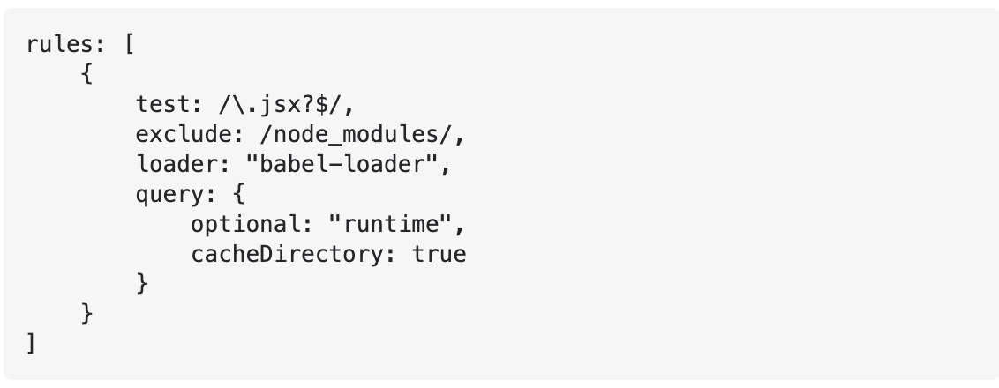 rules: [
    {
        test: /\.jsx?$/,
        exclude: /node_modules/,
        loader: "babel-loader",
        query: {
            optional: "runtime",
            cacheDirectory: true
        }
    }
]